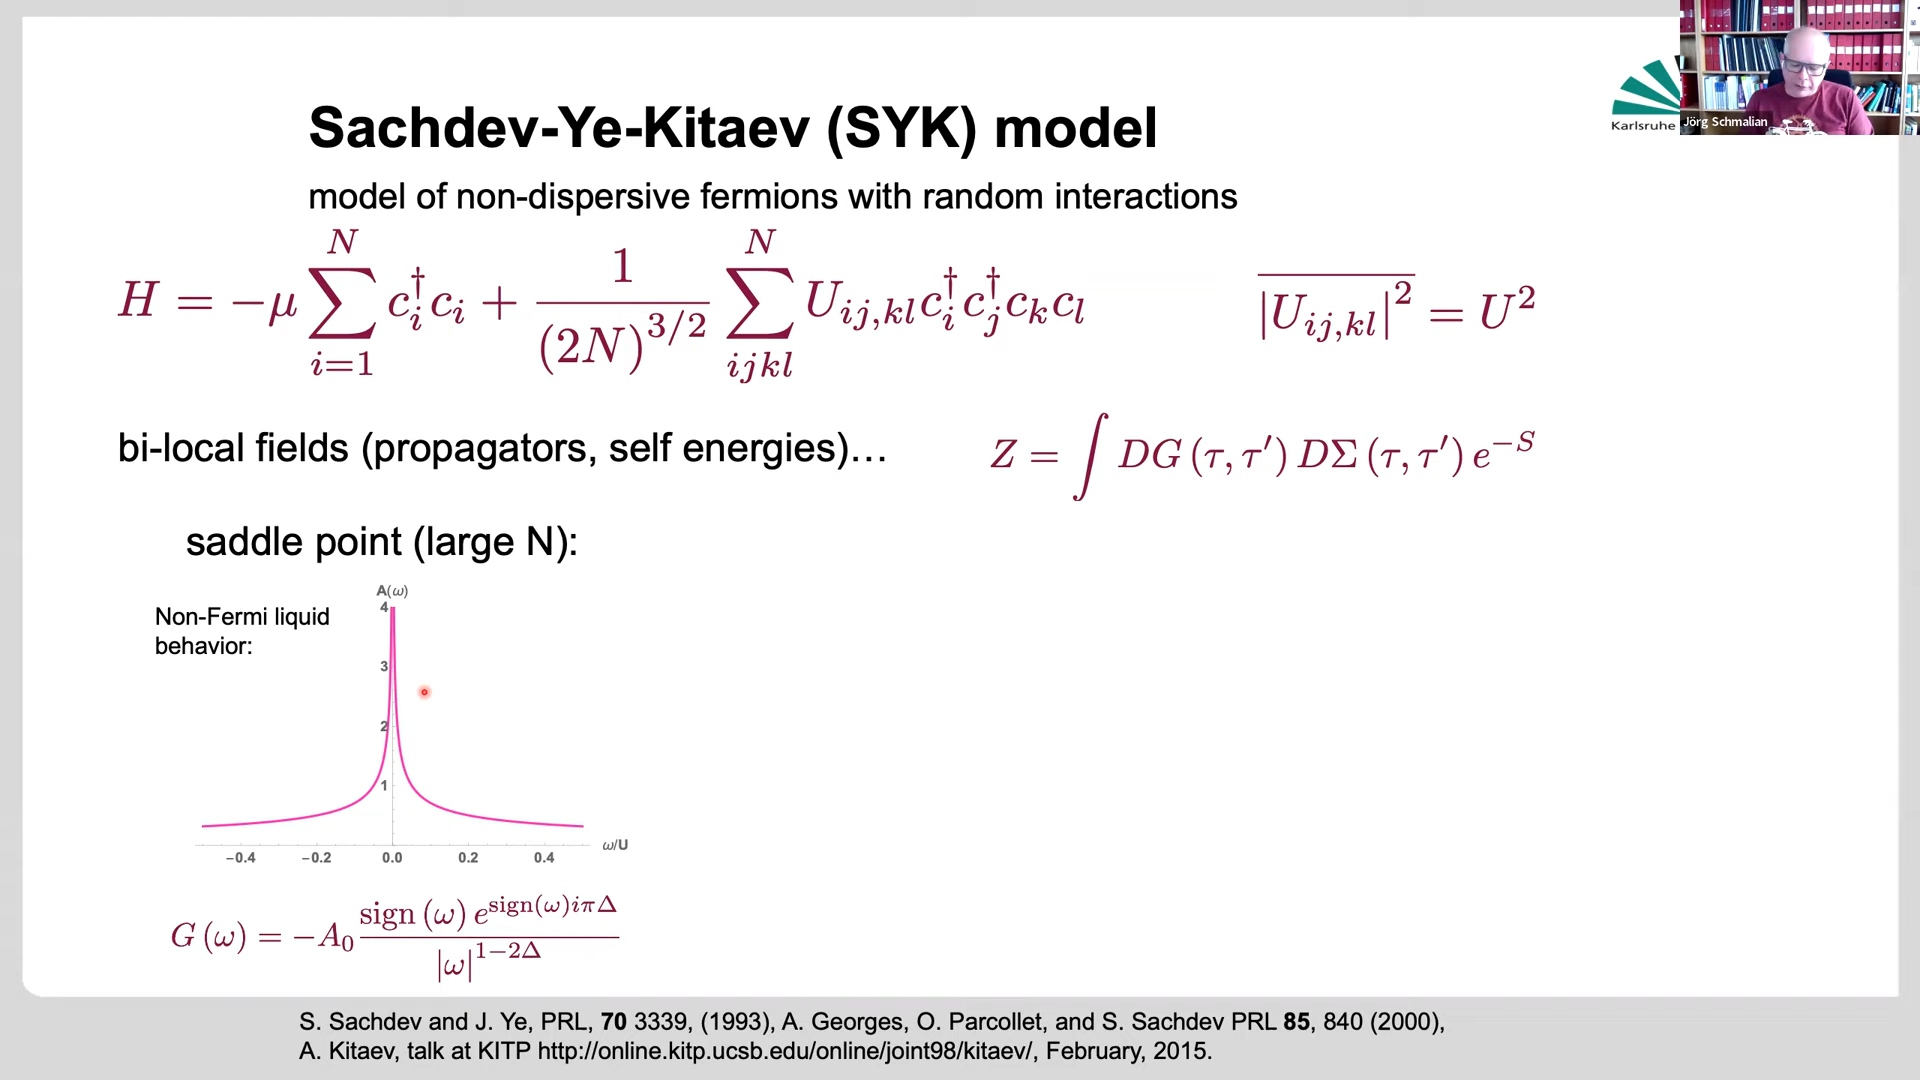 Sachdev-Ye-Kitaev (SYK) model
Karlsruhe
Jörg Schmalian
model of non-dispersive fermions with random interactions
H = −μ ∑_{i=1}^{N} c_i^† c_i + \frac{1}{(2N)^{3/2}} ∑_{ijkl}^{N} U_{ij,kl} c_i^† c_j^† c_k c_l
\overline{|U_{ij,kl}|^2} = U^2
bi-local fields (propagators, self energies)…
Z = ∫ DG (τ, τ′) DΣ (τ, τ′) e^{−S}
saddle point (large N):
Non-Fermi liquid
behavior:
A(ω)
4
3
2
1
−0.4 −0.2 0.0 0.2 0.4
ω/U
G (ω) = −A_0 \frac{sign (ω) e^{sign(ω)iπΔ}}{|ω|^{1−2Δ}}
S. Sachdev and J. Ye, PRL, 70 3339, (1993), A. Georges, O. Parcollet, and S. Sachdev PRL 85, 840 (2000),
A. Kitaev, talk at KITP http://online.kitp.ucsb.edu/online/joint98/kitaev/, February, 2015.